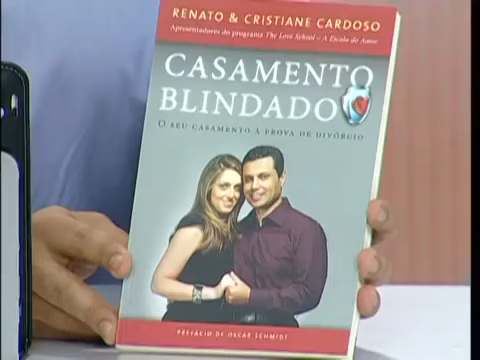 RENATO & CRISTIANE CARDOSO
Apresentadores do programa The Love School – A Escola do Amor
CASAMENTO
BLINDADO
O SEU CASAMENTO À PROVA DE DIVÓRCIO
PREFÁCIO DE OSCAR SCHMIDT